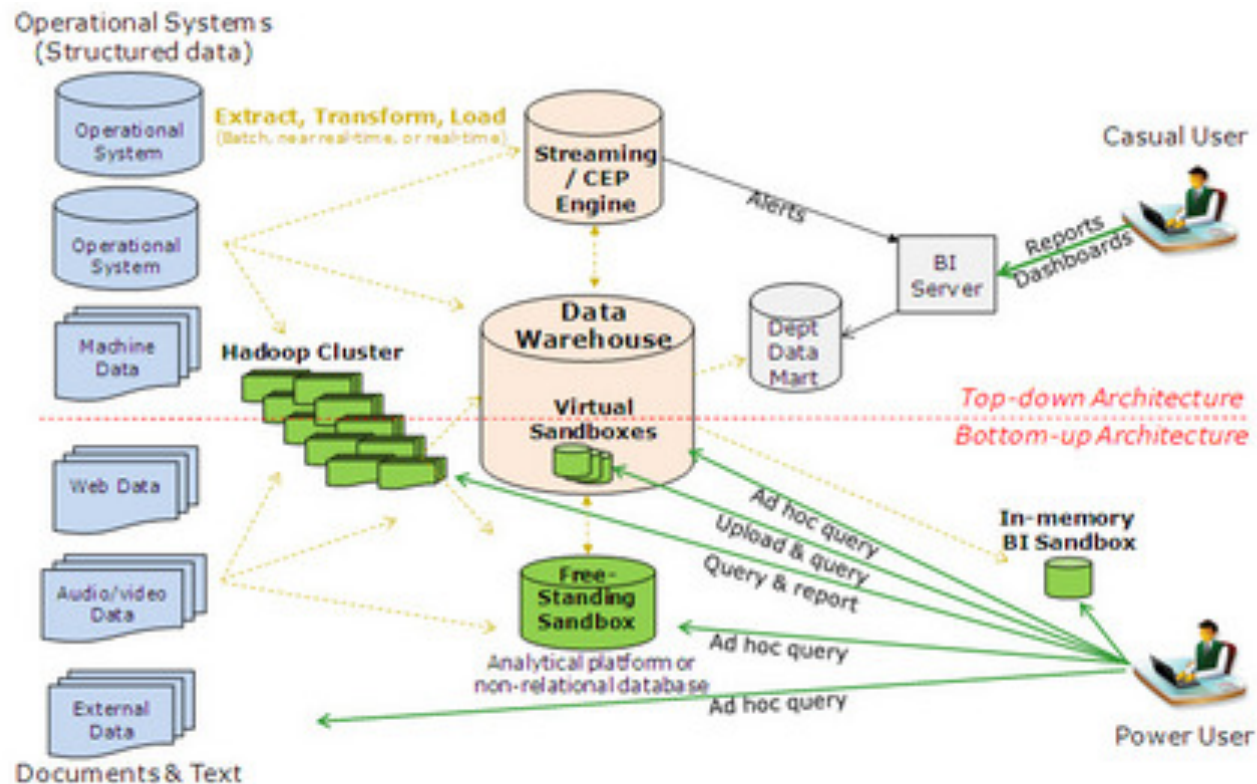 Operational Systems
(Structured data)
Operational
System
Extract, Transform, Load
(Batch, near real-time, or real-time)
Streaming
/ CEP
Engine
Casual User
Alerts
Reports
Dashboards
Operational
System
BI
Server
Data
Warehouse
Dept
Data
Mart
Machine
Data
Hadoop Cluster
Virtual
Sandboxes
Top-down Architecture
Bottom-up Architecture
Web Data
Ad hoc query
Upload & query
Query & report
In-memory
BI Sandbox
Audio/video
Data
Free-
Standing
Sandbox
Ad hoc query
Analytical platform or
non-relational database
External
Data
Ad hoc query
Power User
Documents & Text